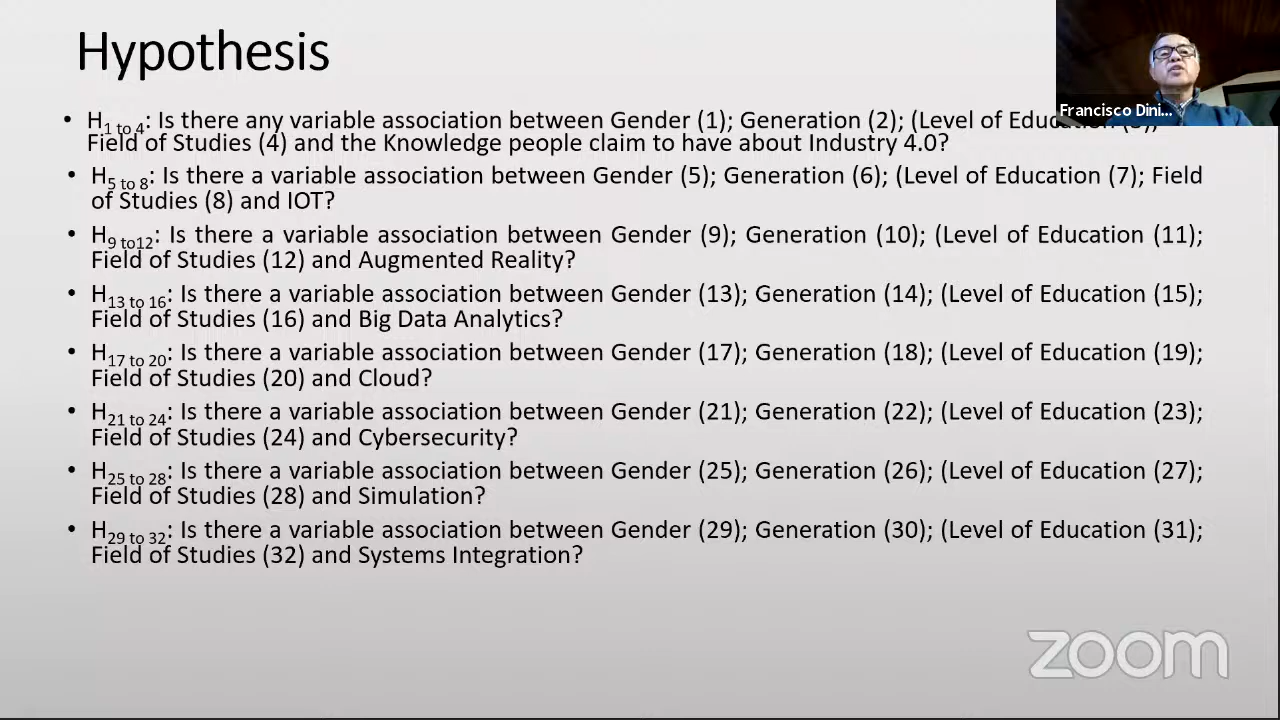 Hypothesis
• H1 to 4: Is there any variable association between Gender (1); Generation (2); (Level of
Field of Studies (4) and the Knowledge people claim to have about Industry 4.0?
• H5 to 8: Is there a variable association between Gender (5); Generation (6); (Level of Education (7); Field
of Studies (8) and IOT?
• H9 to12: Is there a variable association between Gender (9); Generation (10); (Level of Education (11);
Field of Studies (12) and Augmented Reality?
• H13 to 16: Is there a variable association between Gender (13); Generation (14); (Level of Education (15);
Field of Studies (16) and Big Data Analytics?
• H17 to 20: Is there a variable association between Gender (17); Generation (18); (Level of Education (19);
Field of Studies (20) and Cloud?
• H21 to 24: Is there a variable association between Gender (21); Generation (22); (Level of Education (23);
Field of Studies (24) and Cybersecurity?
• H25 to 28: Is there a variable association between Gender (25); Generation (26); (Level of Education (27);
Field of Studies (28) and Simulation?
• H29 to 32: Is there a variable association between Gender (29); Generation (30); (Level of Education (31);
Field of Studies (32) and Systems Integration?
Francisco Dini...
zoom